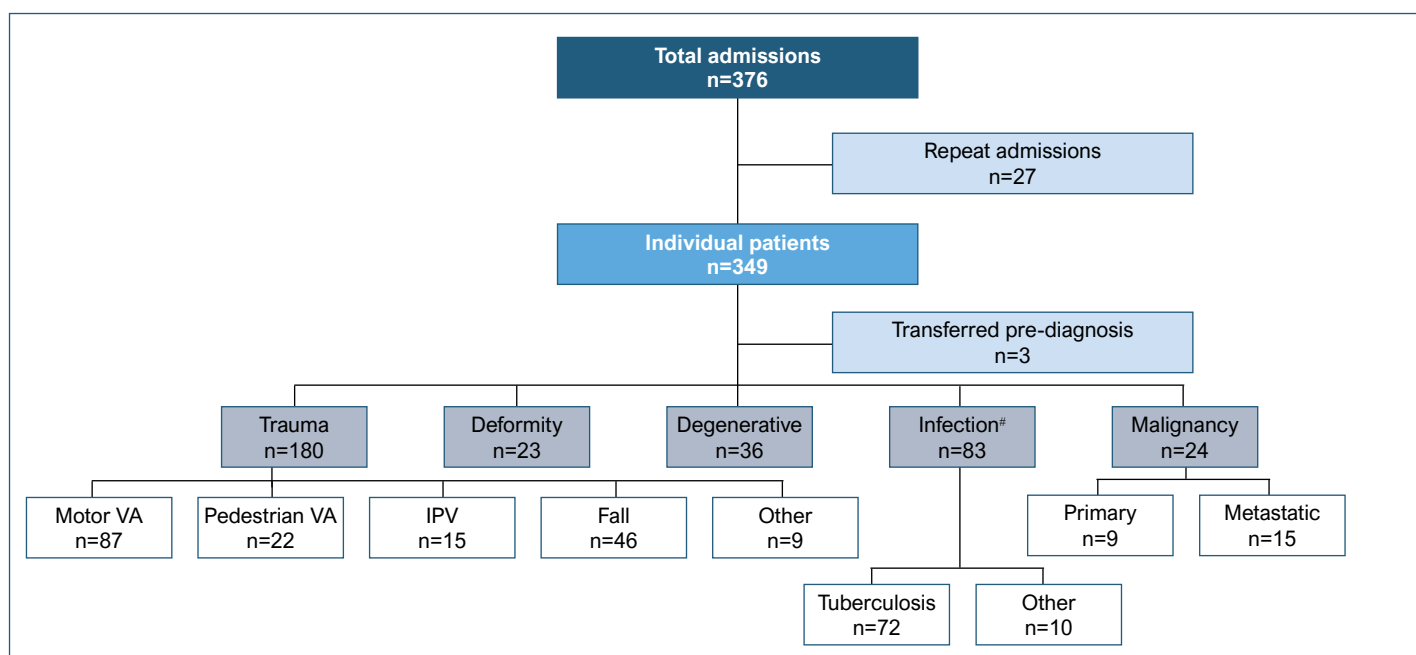 Total admissions
n=376
Repeat admissions
n=27
Individual patients
n=349
Transferred pre-diagnosis
n=3
Trauma
n=180
Deformity
n=23
Degenerative
n=36
Infection#
n=83
Malignancy
n=24
Motor VA
n=87
Pedestrian VA
n=22
IPV
n=15
Fall
n=46
Other
n=9
Primary
n=9
Metastatic
n=15
Tuberculosis
n=72
Other
n=10